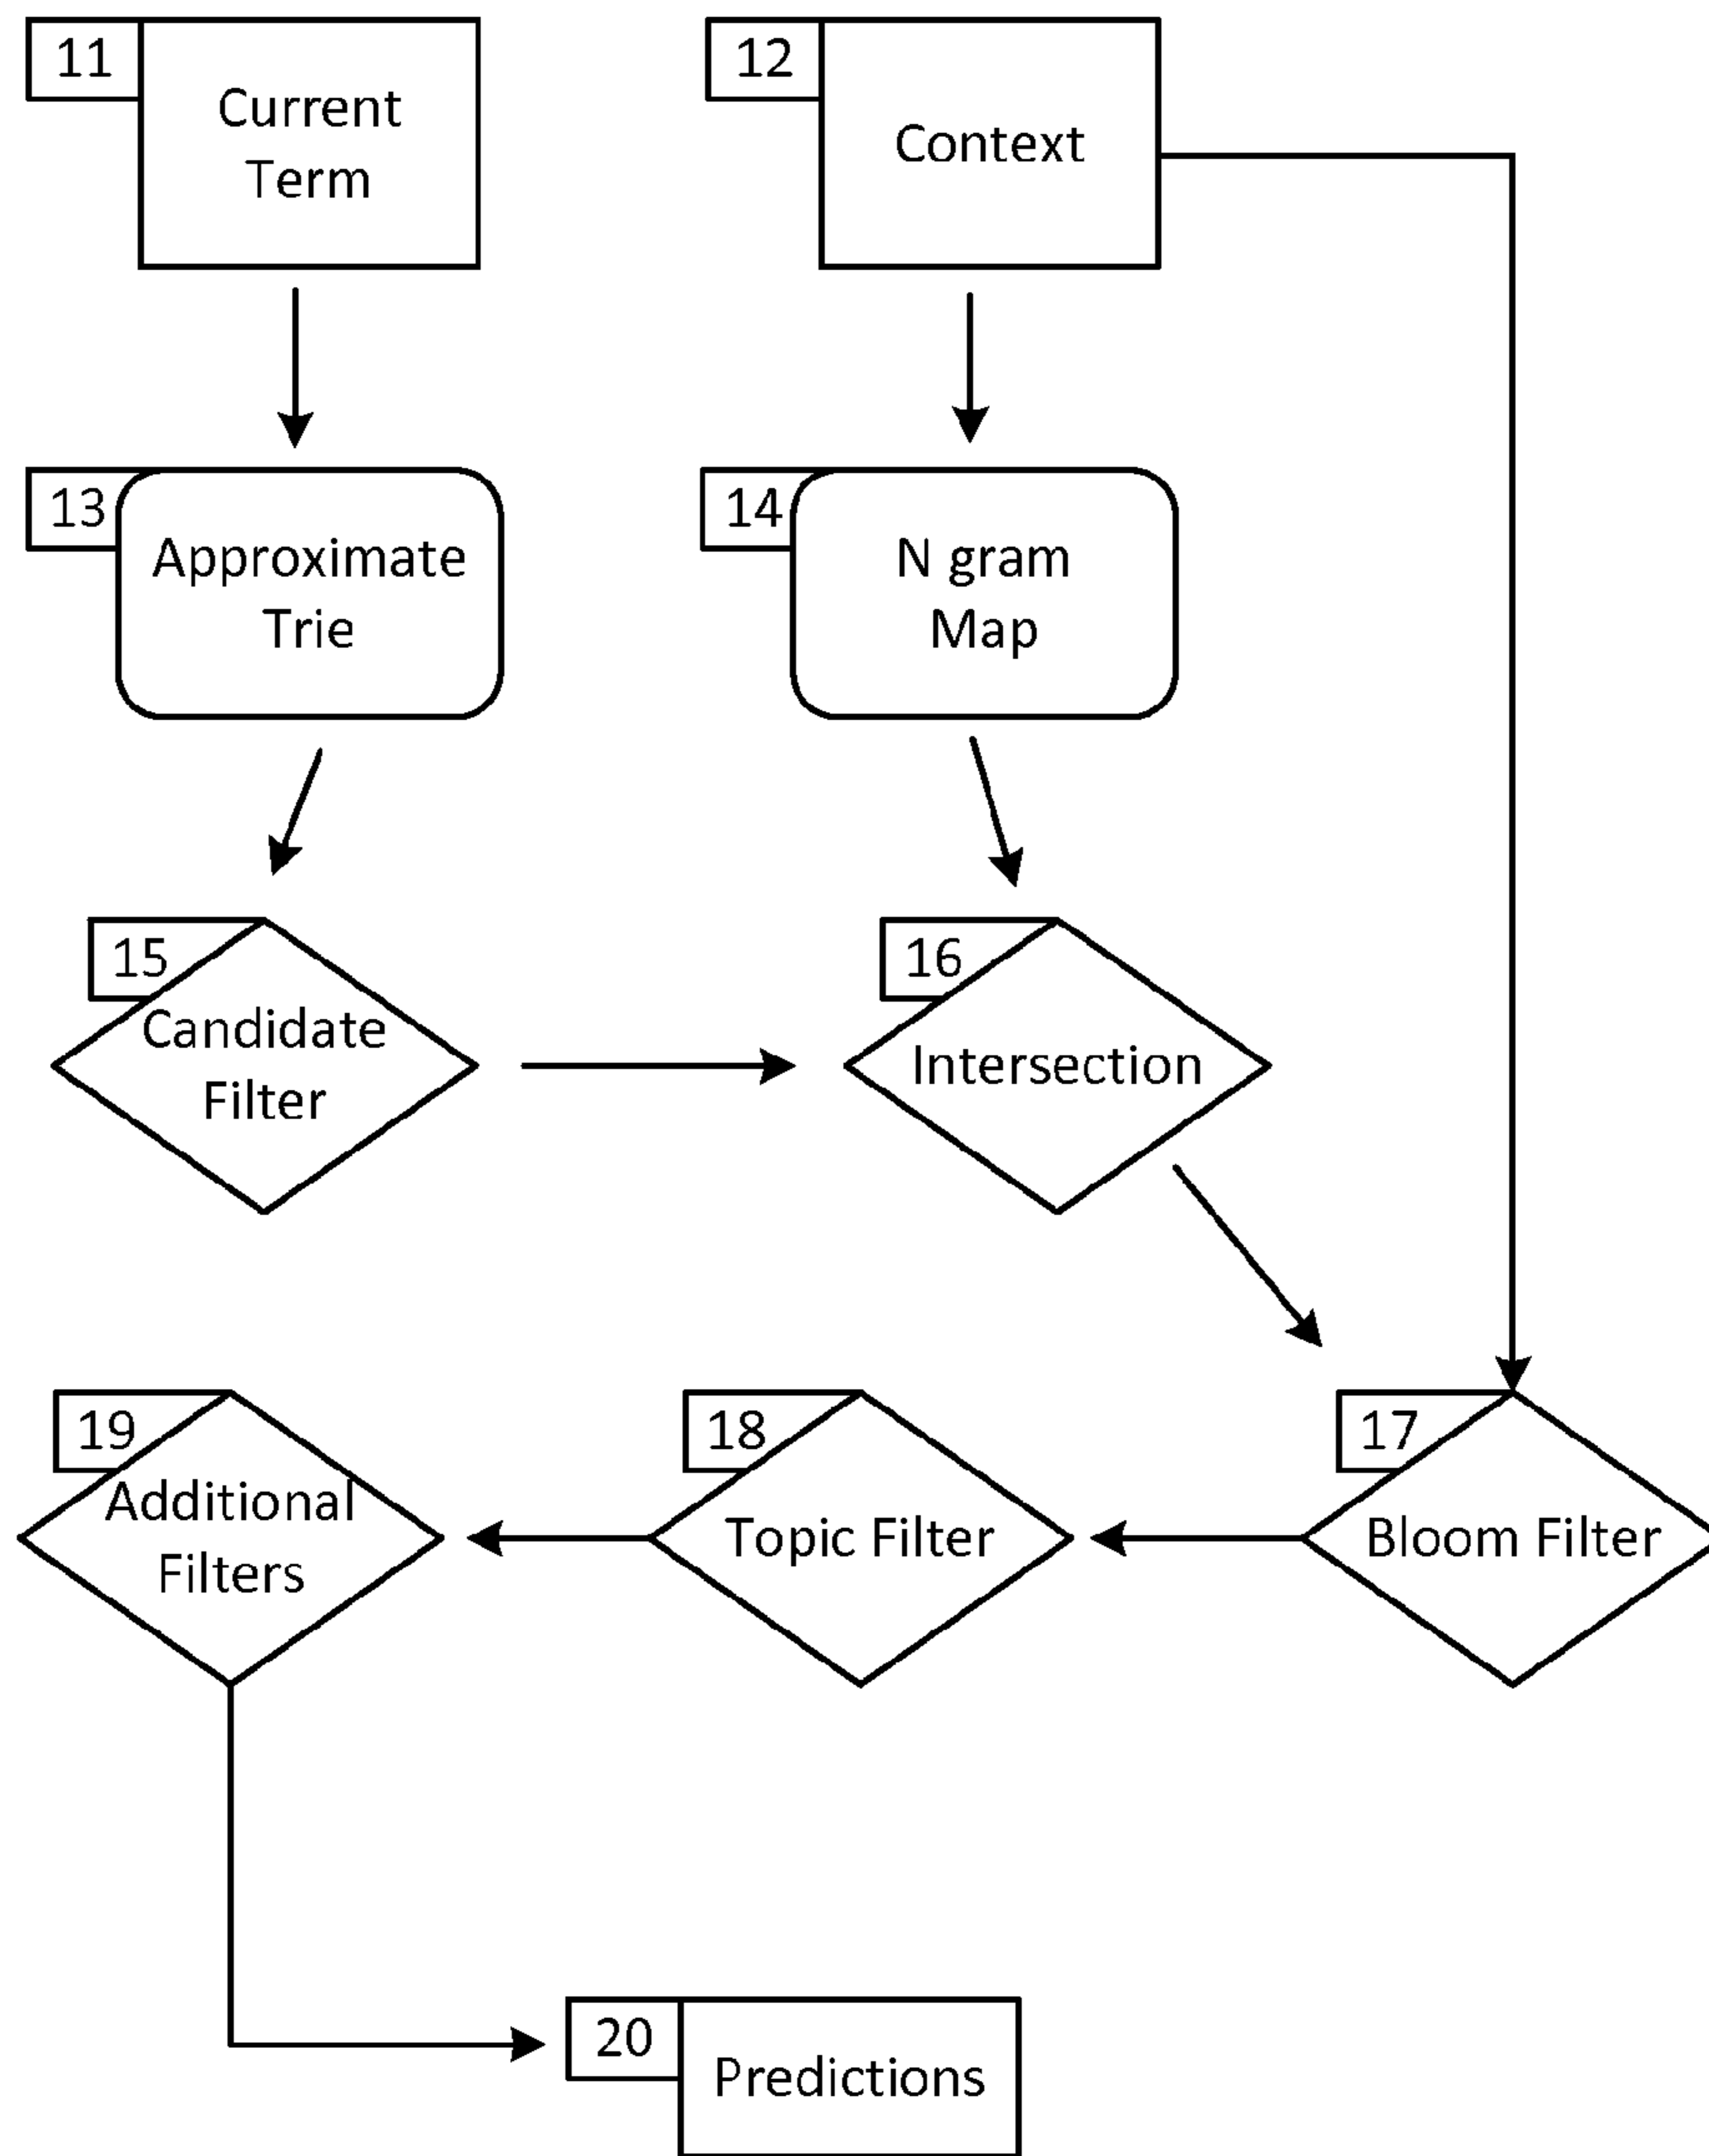 11
Current
Term
12
Context
13
Approximate
Trie
14
N gram
Map
15
Candidate
Filter
16
Intersection
17
Bloom Filter
18
Topic Filter
19
Additional
Filters
20
Predictions